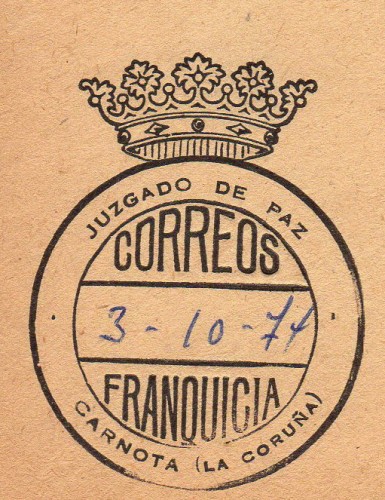 JUZGADO DE PAZ
CORREOS
3-10-74
FRANQUICIA
CARNOTA (LA CORUÑA)